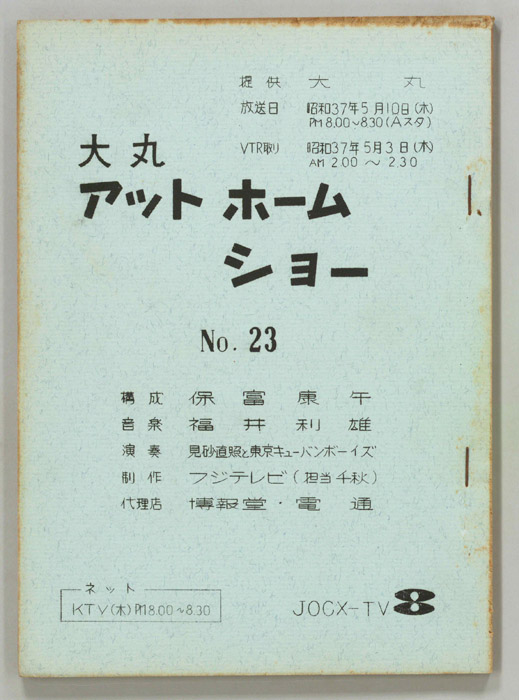 提供 大丸
放送日 昭和37年5月10日(木)
PM 8.00～8.30(Aスタ)
VTR取り 昭和37年5月3日(木)
AM 2.00 ～ 2.30
大丸
アット ホーム
ショー
No. 23
構成 保富康午
音楽 福井利雄
演奏 見砂直照と東京キューバンボーイズ
制作 フジテレビ(担当千秋)
代理店 博報堂・電通
ネット
KTV(木)PM8.00～8.30
JOCX-TV 8